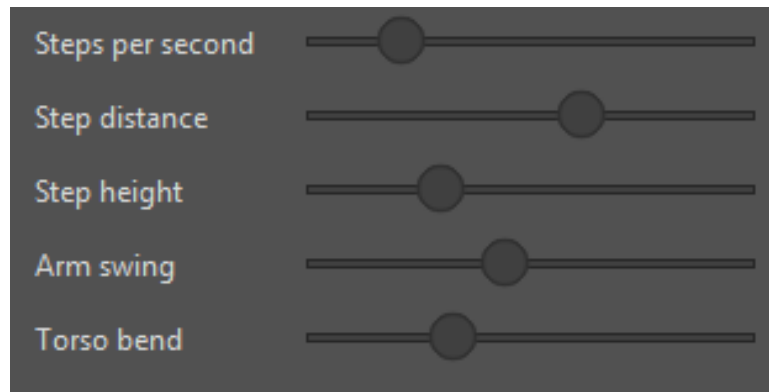 Steps per second
Step distance
Step height
Arm swing
Torso bend